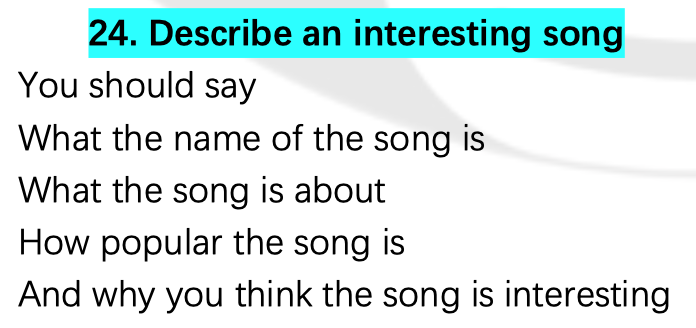 24. Describe an interesting song
You should say
What the name of the song is
What the song is about
How popular the song is
And why you think the song is interesting